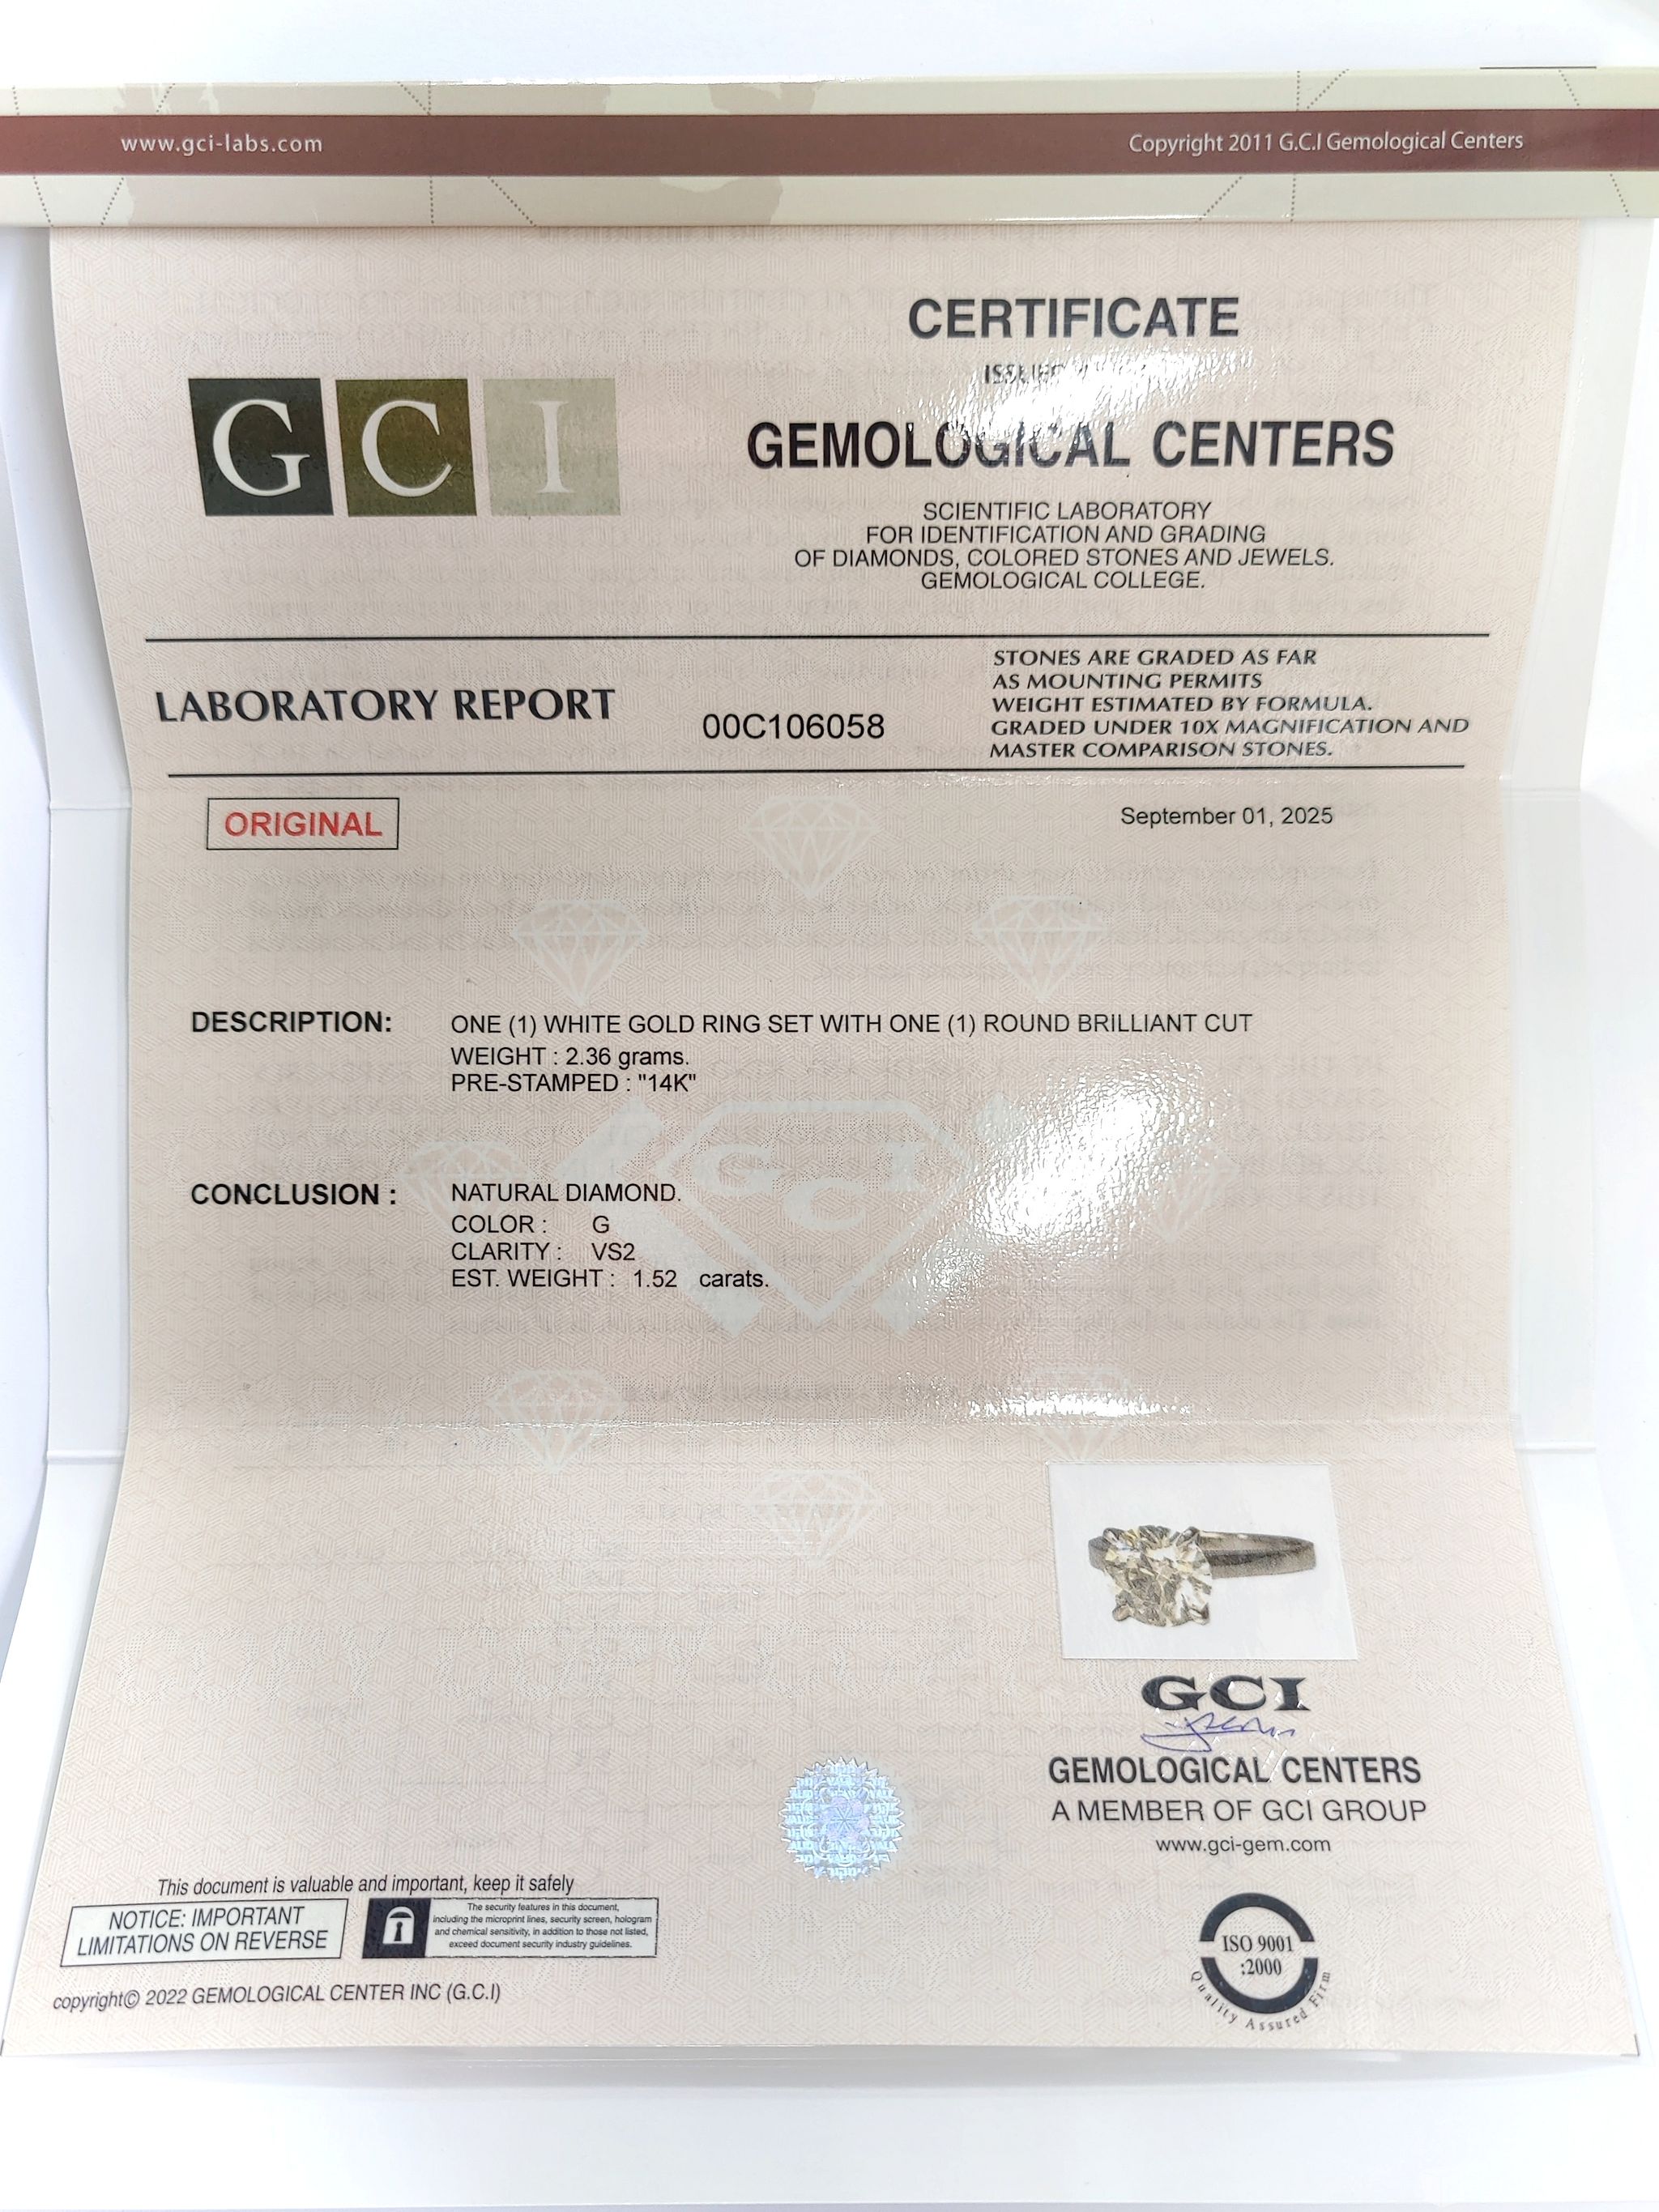 www.gci-labs.com
Copyright 2011 G.C.I Gemological Centers
GCI
CERTIFICATE
GEMOLOGICAL CENTERS
SCIENTIFIC LABORATORY
FOR IDENTIFICATION AND GRADING
OF DIAMONDS, COLORED STONES AND JEWELS.
GEMOLOGICAL COLLEGE.
LABORATORY REPORT
00C106058
STONES ARE GRADED AS FAR
AS MOUNTING PERMITS
WEIGHT ESTIMATED BY FORMULA.
GRADED UNDER 10X MAGNIFICATION AND
MASTER COMPARISON STONES.
ORIGINAL
September 01, 2025
DESCRIPTION: ONE (1) WHITE GOLD RING SET WITH ONE (1) ROUND BRILLIANT CUT
WEIGHT : 2.36 grams.
PRE-STAMPED : "14K"
GCI
CONCLUSION : NATURAL DIAMOND.
COLOR : G
CLARITY : VS2
EST. WEIGHT : 1.52 carats.
GCI
GEMOLOGICAL CENTERS
A MEMBER OF GCI GROUP
www.gci-gem.com
This document is valuable and important, keep it safely
NOTICE: IMPORTANT
LIMITATIONS ON REVERSE
The security features in this document,
including the microprint lines, security screen, hologram
and chemical sensitivity, in addition to those not listed,
exceed document security industry guidelines.
copyright© 2022 GEMOLOGICAL CENTER INC (G.C.I)
ISO 9001
:2000
Quality Assured Firm